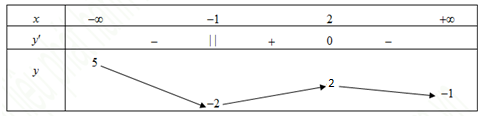 x −∞ −1 2 +∞
y' − || + 0 −
y 5 −2 2 −1